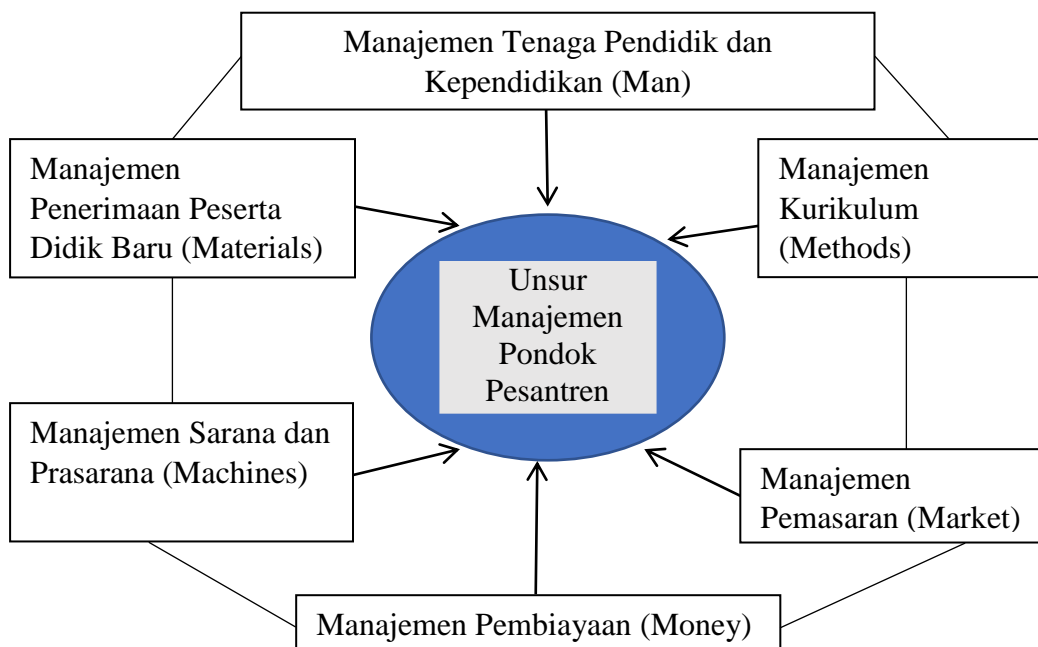 Manajemen Tenaga Pendidik dan
Kependidikan (Man)
Manajemen
Penerimaan Peserta
Didik Baru (Materials)
Manajemen
Kurikulum
(Methods)
Unsur
Manajemen
Pondok
Pesantren
Manajemen Sarana dan
Prasarana (Machines)
Manajemen
Pemasaran (Market)
Manajemen Pembiayaan (Money)